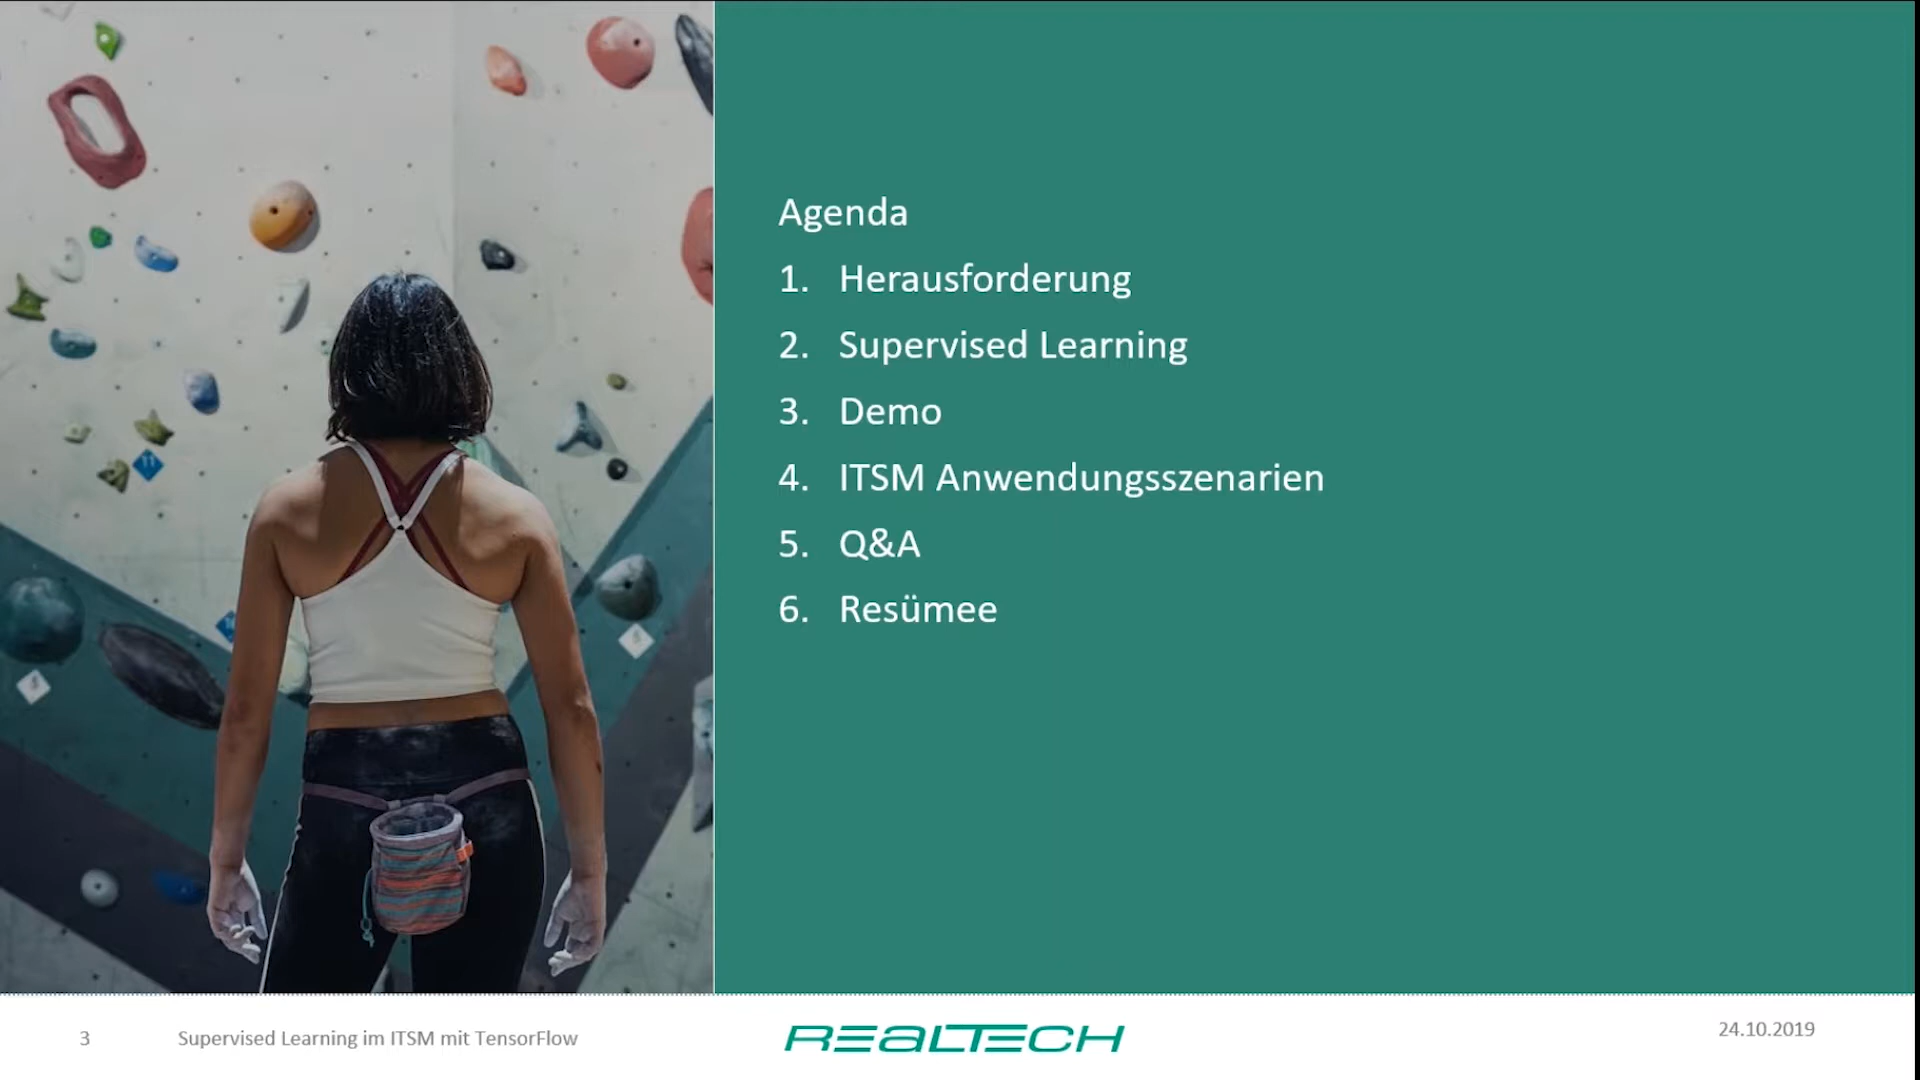 Agenda
1. Herausforderung
2. Supervised Learning
3. Demo
4. ITSM Anwendungsszenarien
5. Q&A
6. Resümee
3 Supervised Learning im ITSM mit TensorFlow
REALTECH
24.10.2019
11